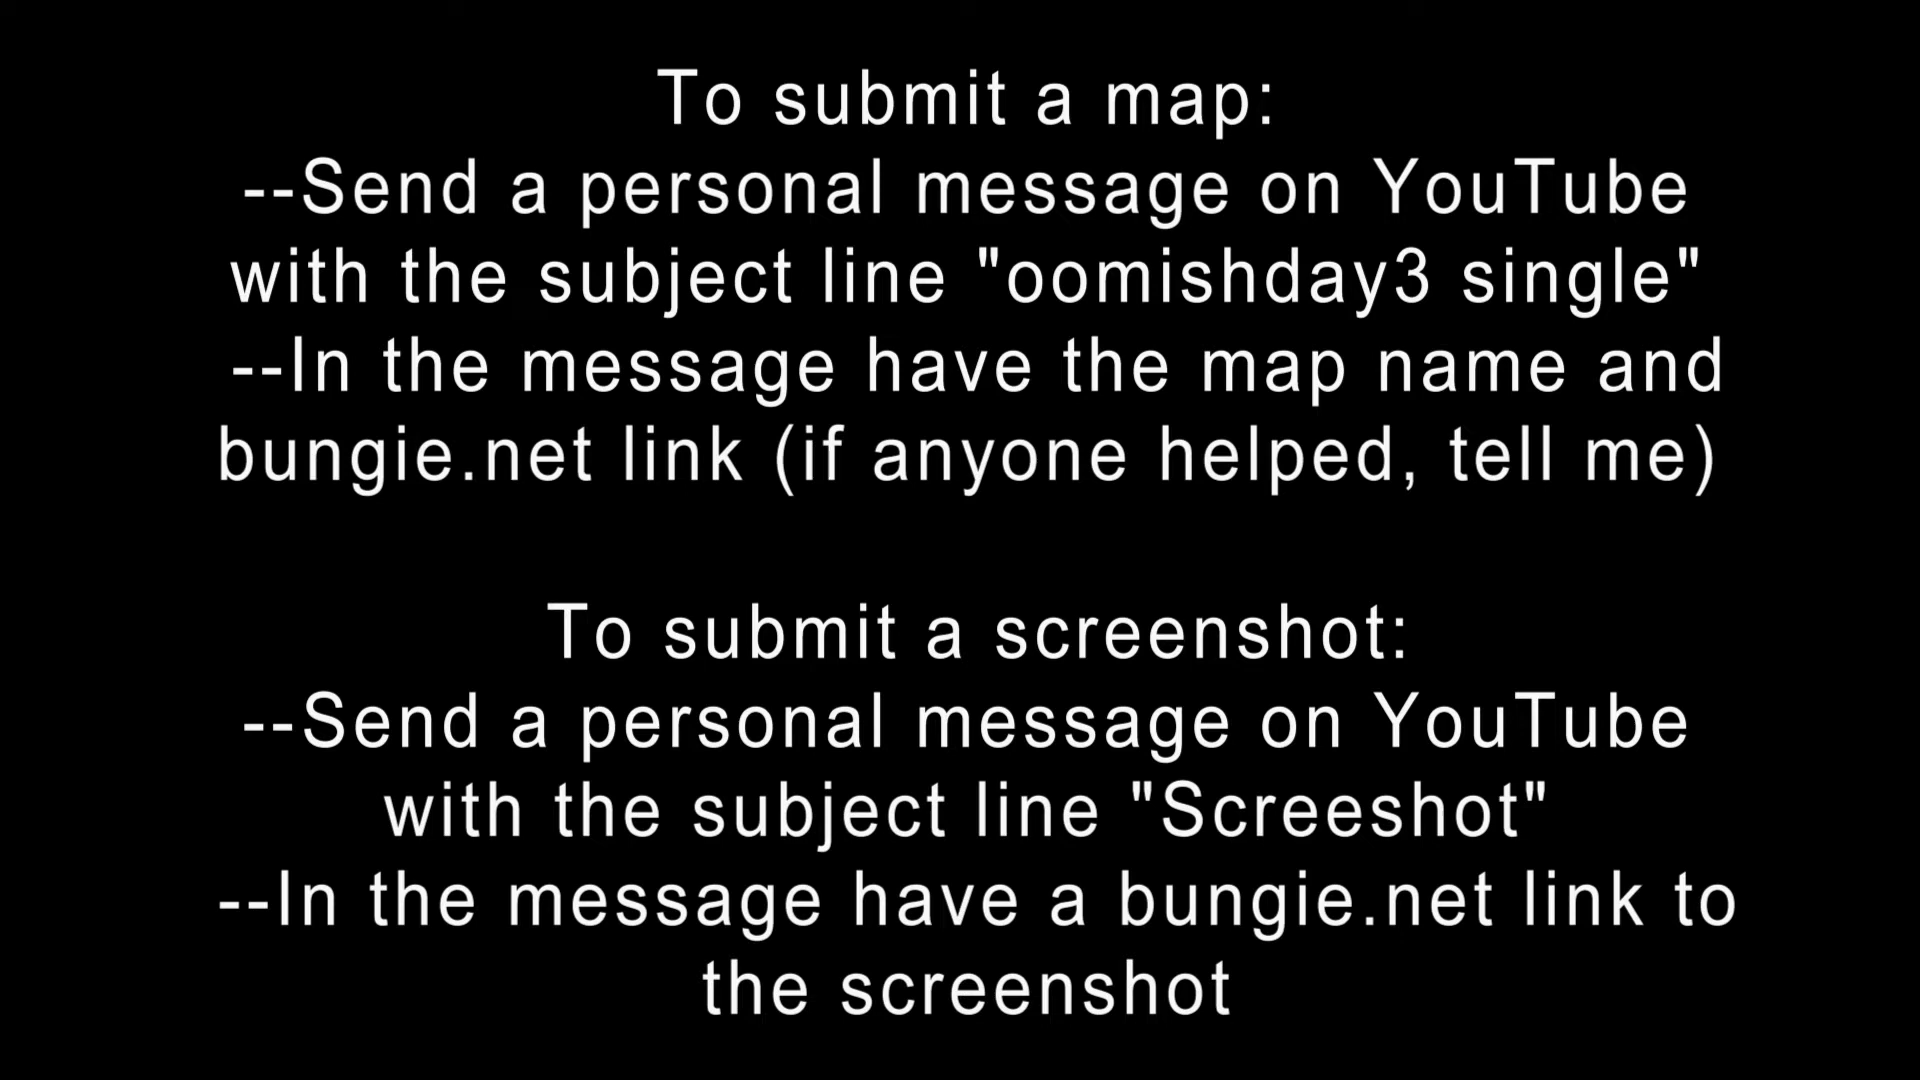 To submit a map:
--Send a personal message on YouTube
with the subject line "oomishday3 single"
--In the message have the map name and
bungie.net link (if anyone helped, tell me)
To submit a screenshot:
--Send a personal message on YouTube
with the subject line "Screeshot"
--In the message have a bungie.net link to
the screenshot